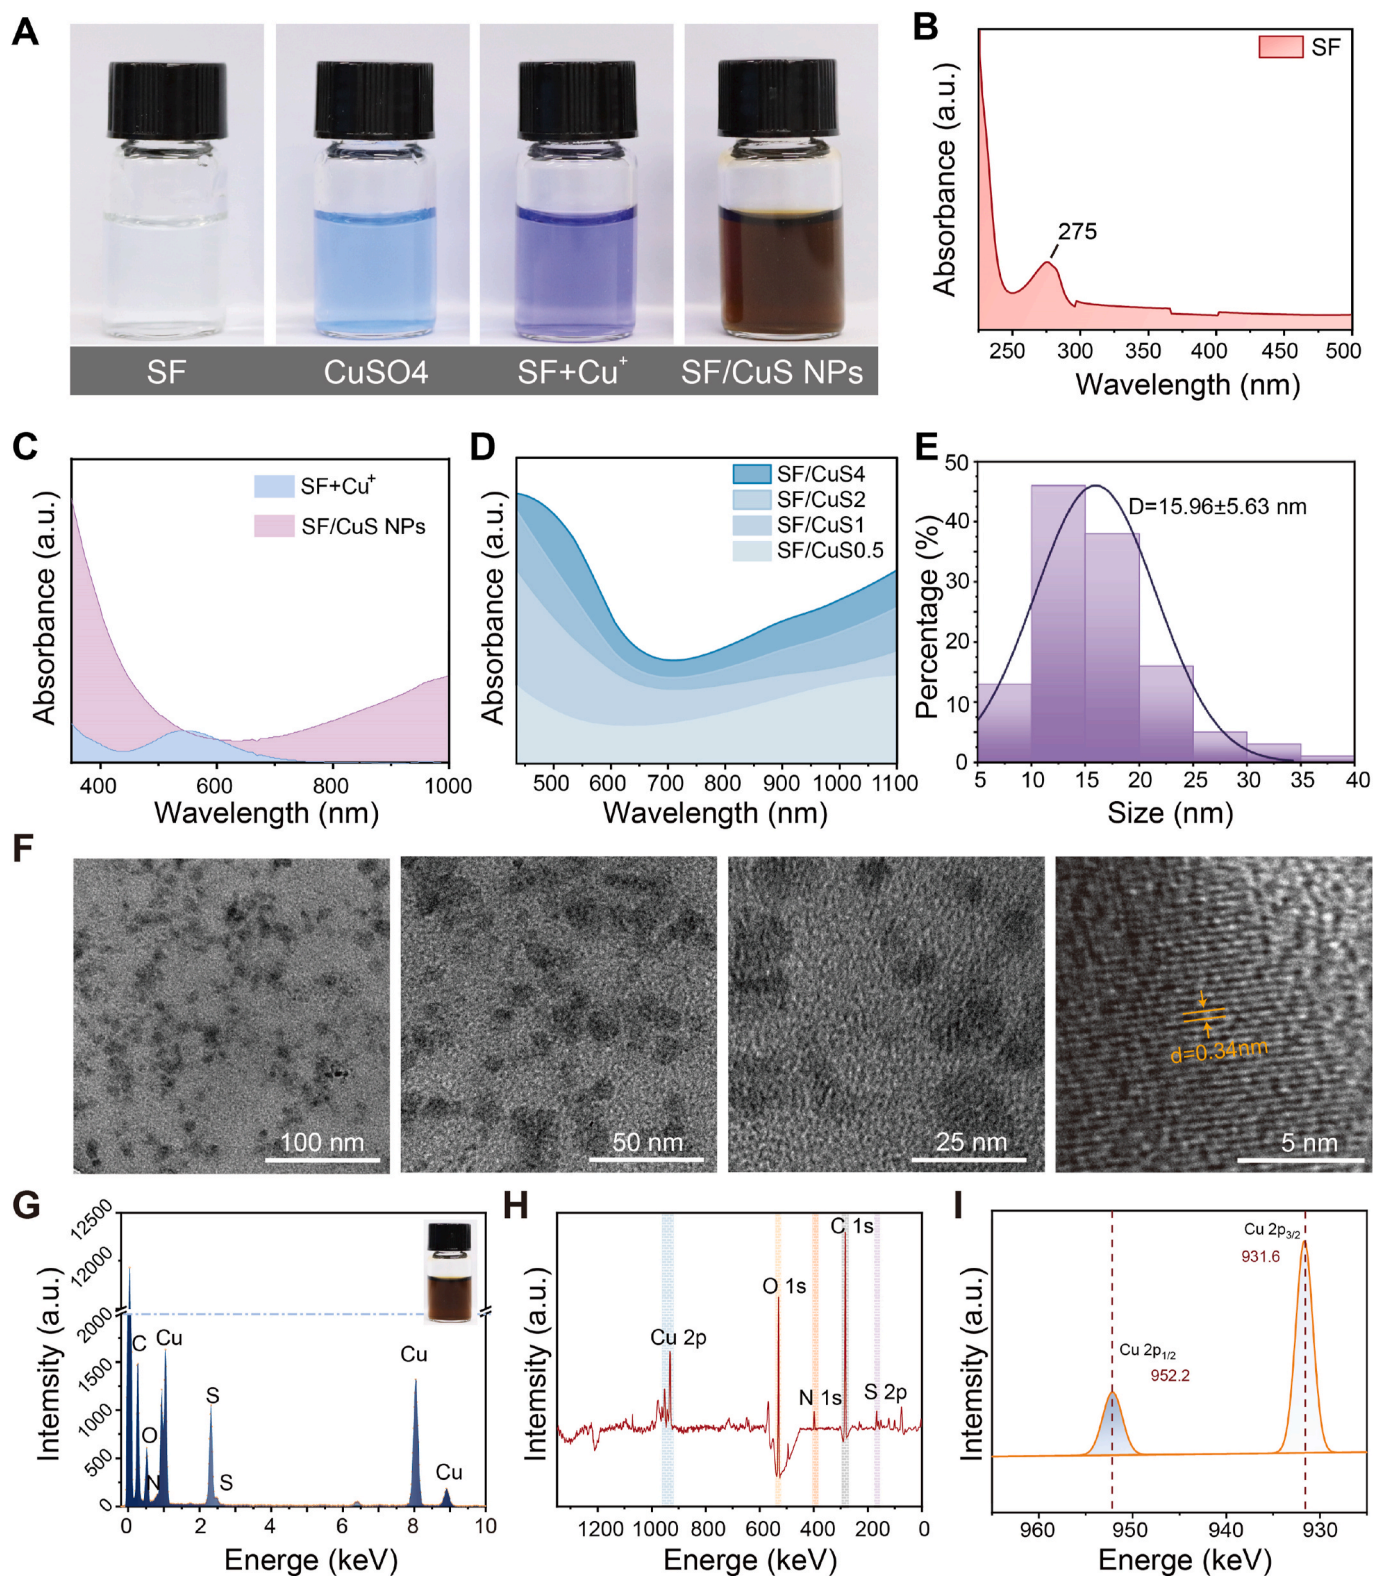 A
SF
CuSO4
SF+Cu⁺
SF/CuS NPs
B
Absorbance (a.u.)
SF
275
250 300 350 400 450 500
Wavelength (nm)
C
Absorbance (a.u.)
SF+Cu⁺
SF/CuS NPs
400 600 800 1000
Wavelength (nm)
D
Absorbance (a.u.)
SF/CuS4
SF/CuS2
SF/CuS1
SF/CuS0.5
500 600 700 800 900 1000 1100
Wavelength (nm)
E
Percentage (%)
50
40
30
20
10
0
D=15.96±5.63 nm
5 10 15 20 25 30 35 40
Size (nm)
F
100 nm
50 nm
25 nm
d=0.34nm
5 nm
G
Intemsity (a.u.)
12500
12000
2000
1500
1000
500
0
C
O
N
Cu
S
S
Cu
Cu
0 2 4 6 8 10
Energe (keV)
H
Intemsity (a.u.)
Cu 2p
O 1s
N 1s
C 1s
S 2p
1200 1000 800 600 400 200 0
Energe (keV)
I
Intemsity (a.u.)
Cu 2p₃/₂
931.6
Cu 2p₁/₂
952.2
960 950 940 930
Energe (keV)